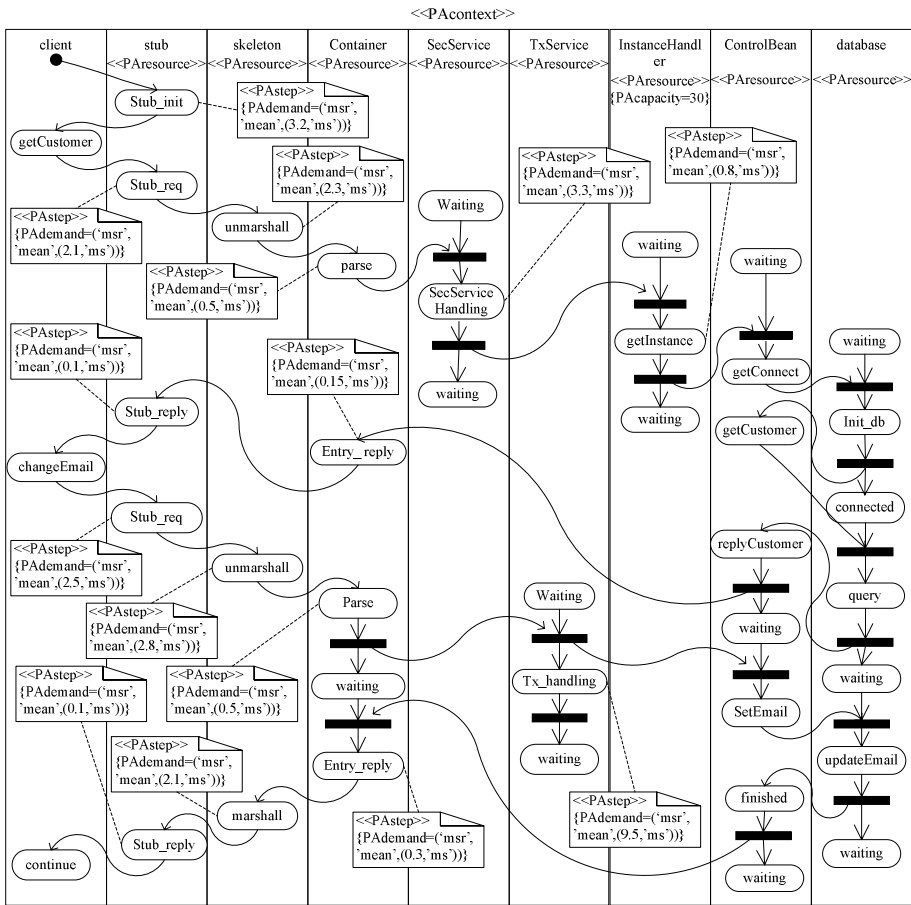 <<PAcontext>>
client
stub
<<PAresource>>
skeleton
<<PAresource>>
Container
<<PAresource>>
SecService
<<PAresource>>
TxService
<<PAresource>>
InstanceHandl
er
<<PAresource>>
{PAcapacity=30}
ControlBean
<<PAresource>>
database
<<PAresource>>
Stub_init
<<PAstep>>
{PAdemand=(‘msr’,
’mean’,(3.2,’ms’))}
getCustomer
Stub_req
<<PAstep>>
{PAdemand=(‘msr’,
’mean’,(2.3,’ms’))}
<<PAstep>>
{PAdemand=(‘msr’,
’mean’,(3.3,’ms’))}
<<PAstep>>
{PAdemand=(‘msr’,
’mean’,(0.8,’ms’))}
<<PAstep>>
{PAdemand=(‘msr’,
’mean’,(2.1,’ms’))}
unmarshall
Waiting
waiting
waiting
<<PAstep>>
{PAdemand=(‘msr’,
’mean’,(0.5,’ms’))}
parse
SecService
Handling
getInstance
waiting
<<PAstep>>
{PAdemand=(‘msr’,
’mean’,(0.1,’ms’))}
<<PAstep>>
{PAdemand=(‘msr’,
’mean’,(0.15,’ms’))}
getConnect
waiting
waiting
Stub_reply
getCustomer
Init_db
Entry_ reply
changeEmail
connected
Stub_req
replyCustomer
<<PAstep>>
{PAdemand=(‘msr’,
’mean’,(2.5,’ms’))}
unmarshall
Parse
Waiting
query
<<PAstep>>
{PAdemand=(‘msr’,
’mean’,(2.8,’ms’))}
waiting
<<PAstep>>
{PAdemand=(‘msr’,
’mean’,(0.1,’ms’))}
<<PAstep>>
{PAdemand=(‘msr’,
’mean’,(0.5,’ms’))}
waiting
Tx_handling
waiting
SetEmail
<<PAstep>>
{PAdemand=(‘msr’,
’mean’,(2.1,’ms’))}
Entry_reply
waiting
updateEmail
finished
marshall
<<PAstep>>
{PAdemand=(‘msr’,
’mean’,(0.3,’ms’))}
<<PAstep>>
{PAdemand=(‘msr’,
’mean’,(9.5,’ms’))}
Stub_reply
waiting
continue
waiting